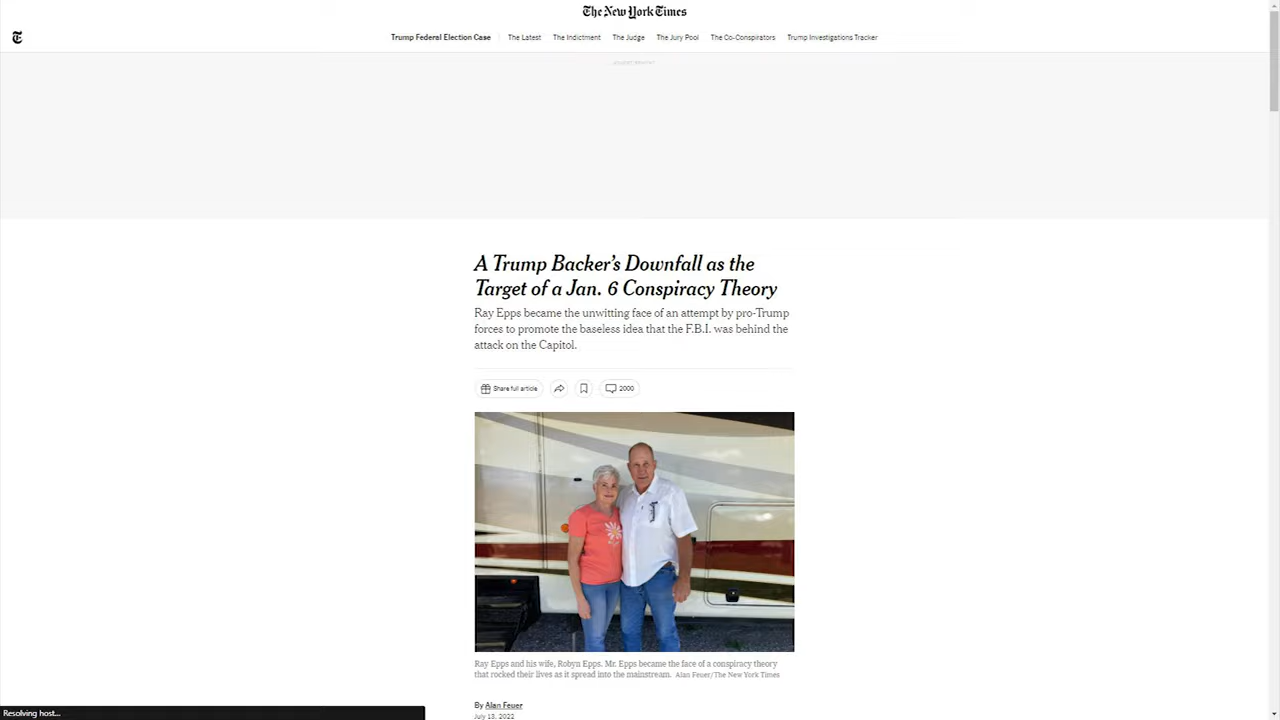 The New York Times
Trump Federal Election Case The Latest The Indictment The Judge The Jury Pool The Co-Conspirators Trump Investigations Tracker
ADVERTISEMENT
A Trump Backer's Downfall as the
Target of a Jan. 6 Conspiracy Theory
Ray Epps became the unwitting face of an attempt by pro-Trump
forces to promote the baseless idea that the F.B.I. was behind the
attack on the Capitol.
Share full article 2000
Ray Epps and his wife, Robyn Epps. Mr. Epps became the face of a conspiracy theory
that rocked their lives as it spread into the mainstream. Alan Feuer/The New York Times
By Alan Feuer
July 13, 2022
Resolving host...